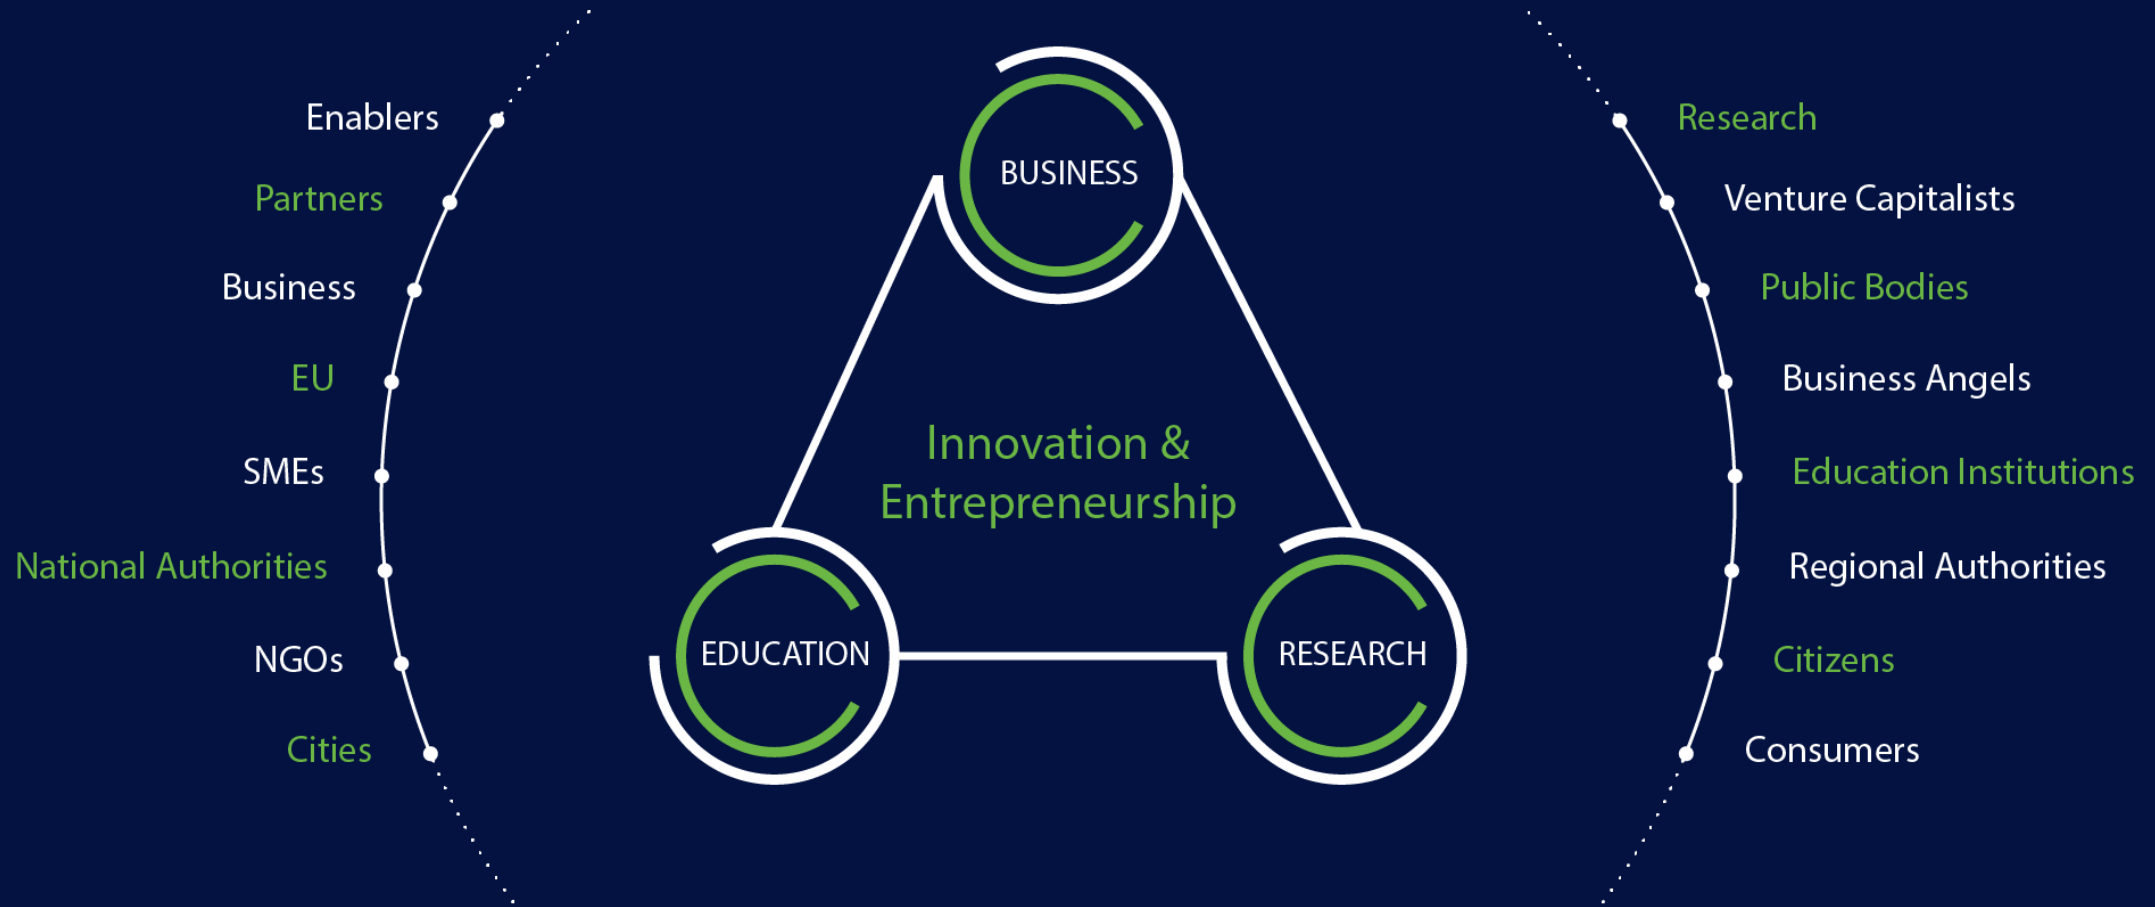 Enablers
Partners
Business
EU
SMEs
National Authorities
NGOs
Cities
BUSINESS
Innovation &
Entrepreneurship
EDUCATION
RESEARCH
Research
Venture Capitalists
Public Bodies
Business Angels
Education Institutions
Regional Authorities
Citizens
Consumers